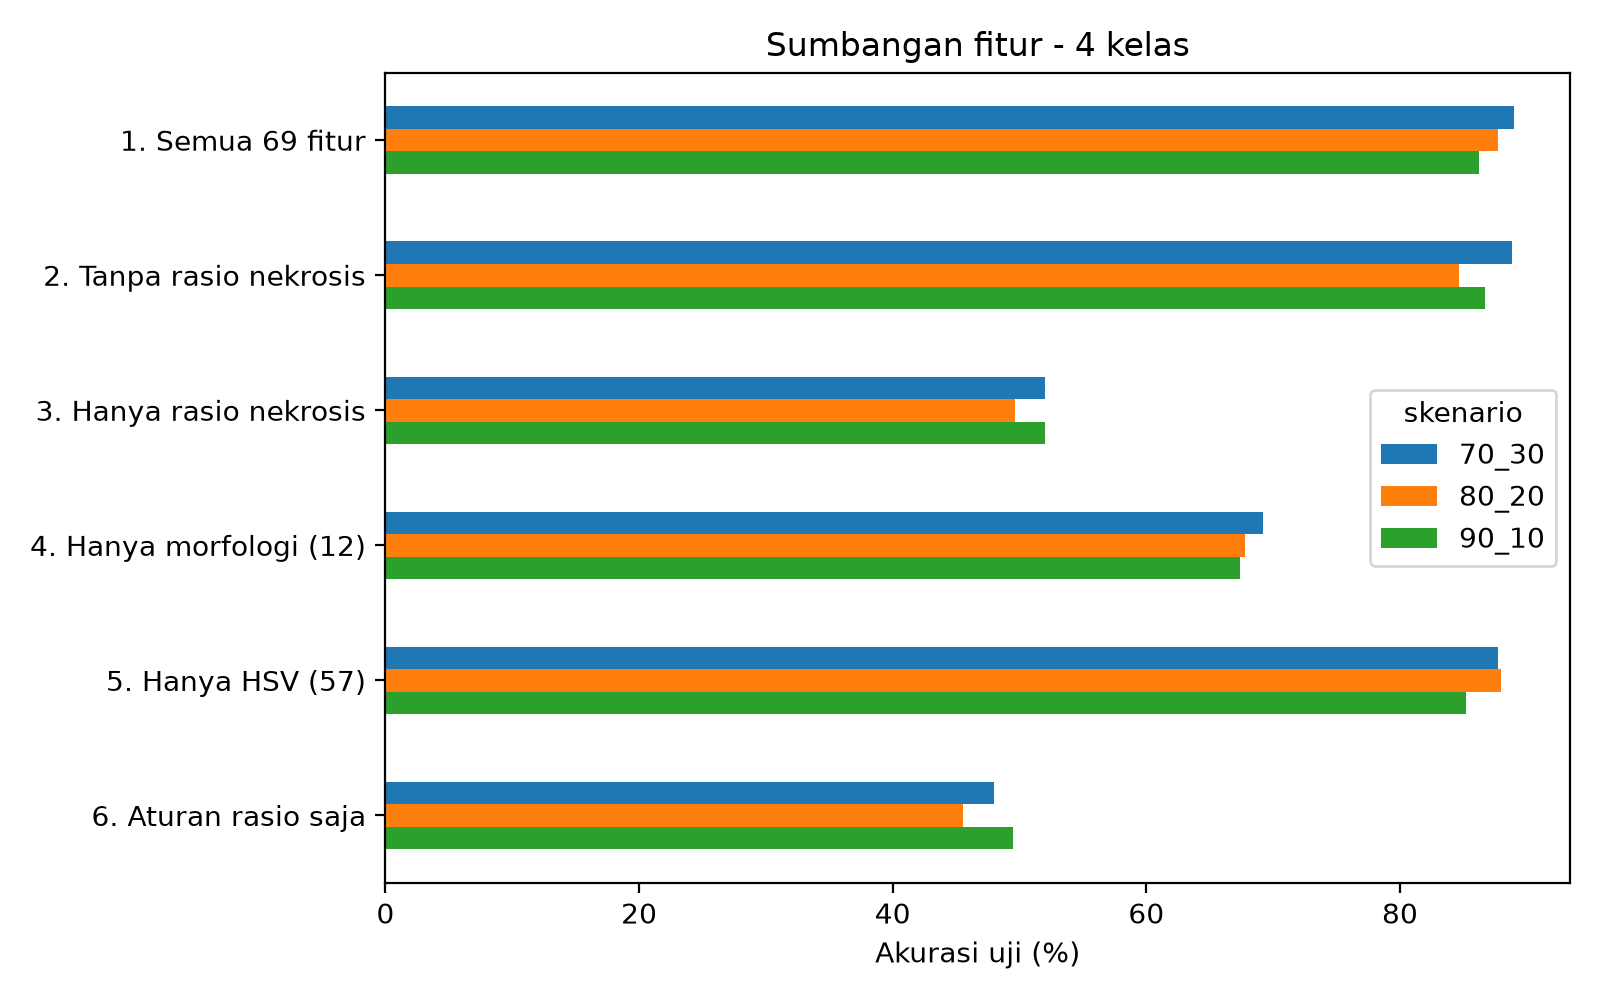 Sumbangan fitur - 4 kelas
1. Semua 69 fitur
2. Tanpa rasio nekrosis
3. Hanya rasio nekrosis
4. Hanya morfologi (12)
5. Hanya HSV (57)
6. Aturan rasio saja
skenario
70_30
80_20
90_10
0 20 40 60 80
Akurasi uji (%)